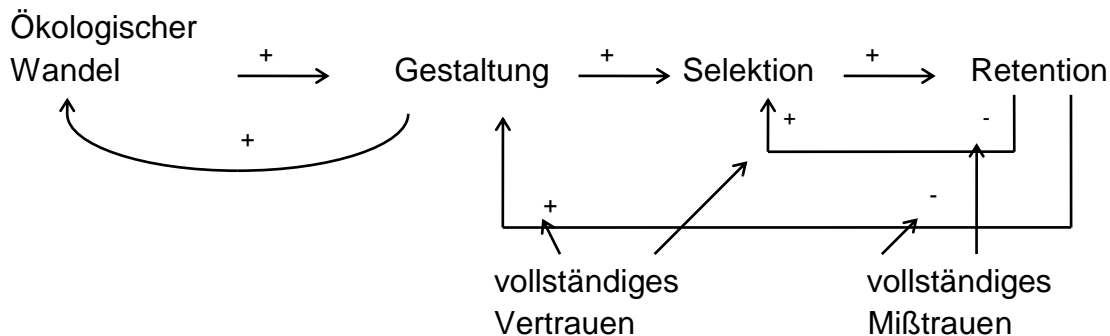 Ökologischer
Wandel + Gestaltung + Selektion + Retention
+ -
+
+ -
vollständiges vollständiges
Vertrauen Mißtrauen